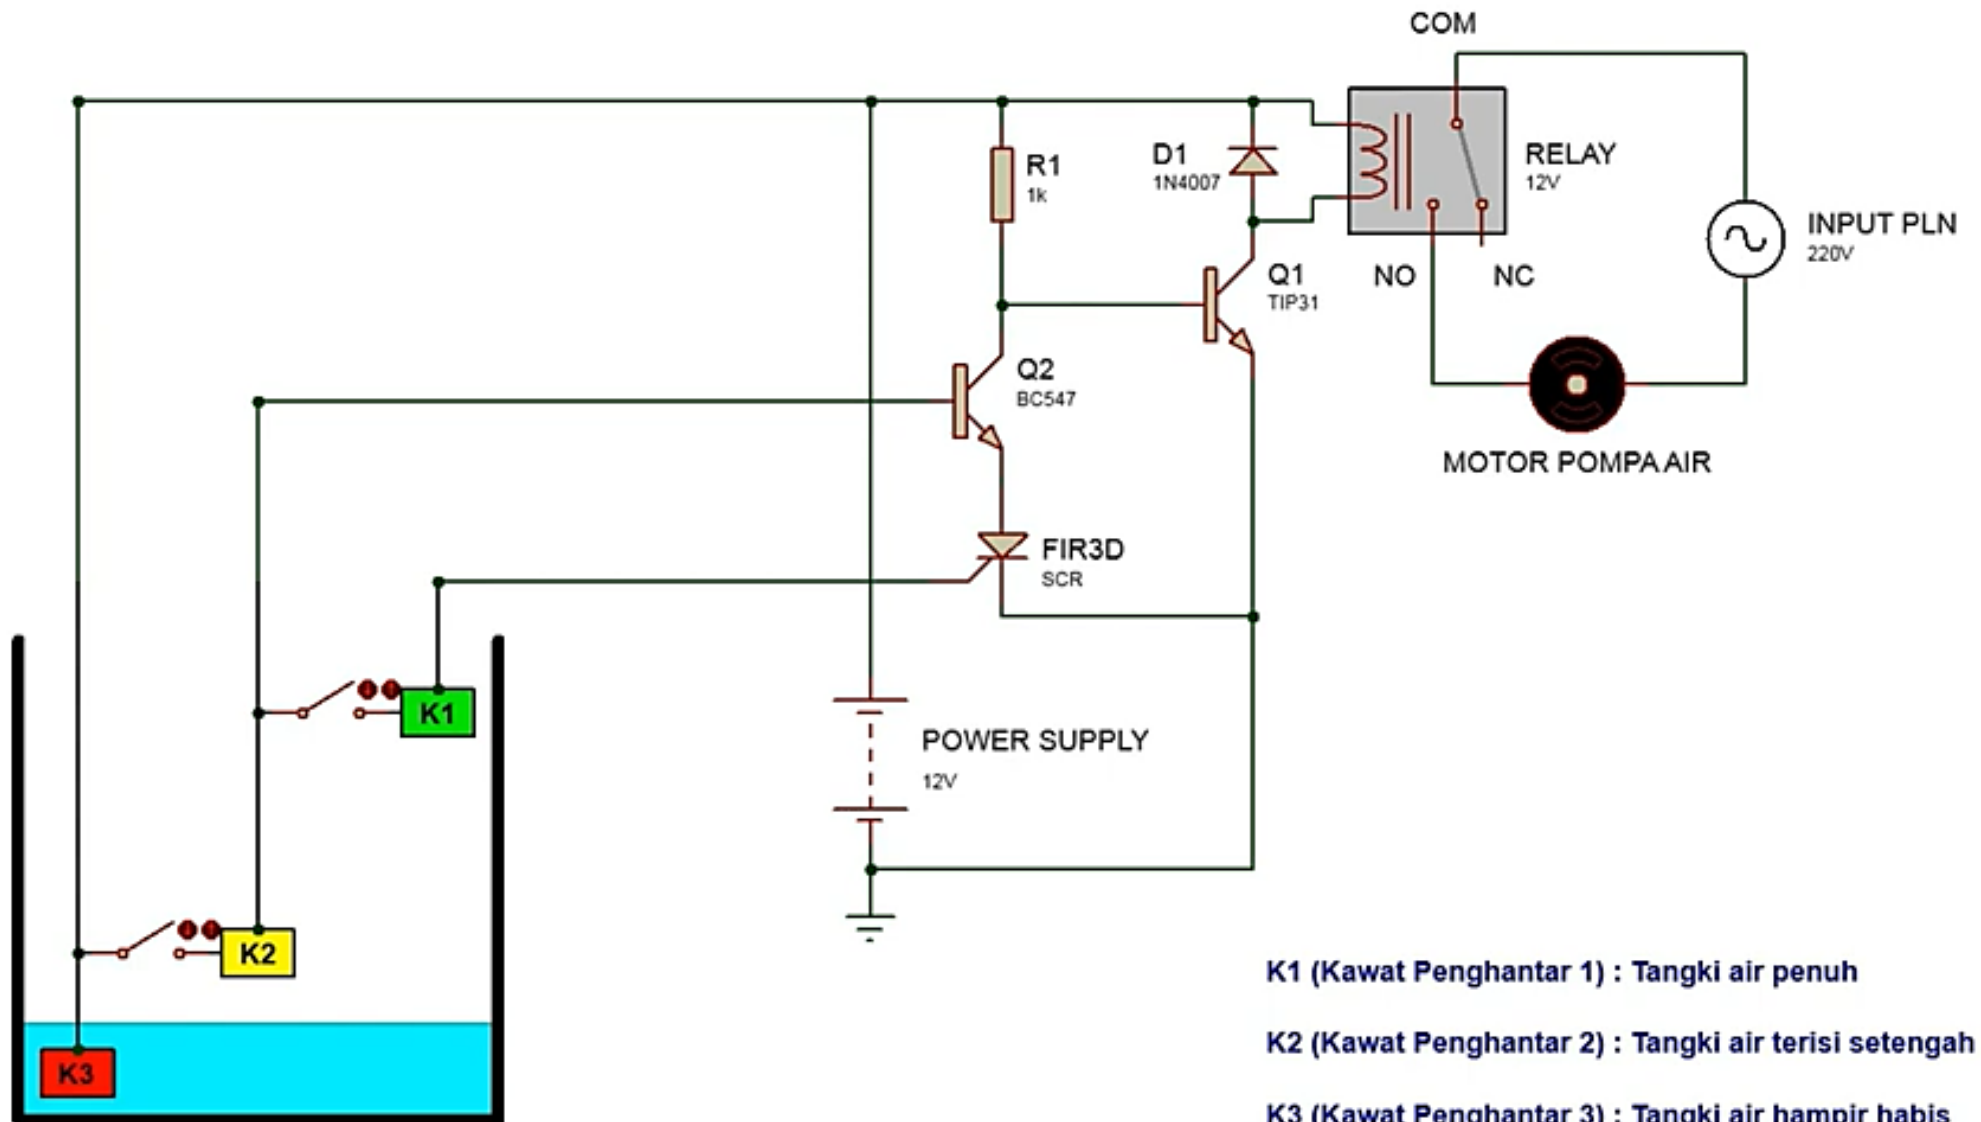 COM
R1
1k
D1
1N4007
RELAY
12V
INPUT PLN
220V
NO
NC
Q1
TIP31
Q2
BC547
MOTOR POMPA AIR
FIR3D
SCR
K1
POWER SUPPLY
12V
K2
K3
K1 (Kawat Penghantar 1) : Tangki air penuh
K2 (Kawat Penghantar 2) : Tangki air terisi setengah
K3 (Kawat Penghantar 3) : Tangki air hampir habis